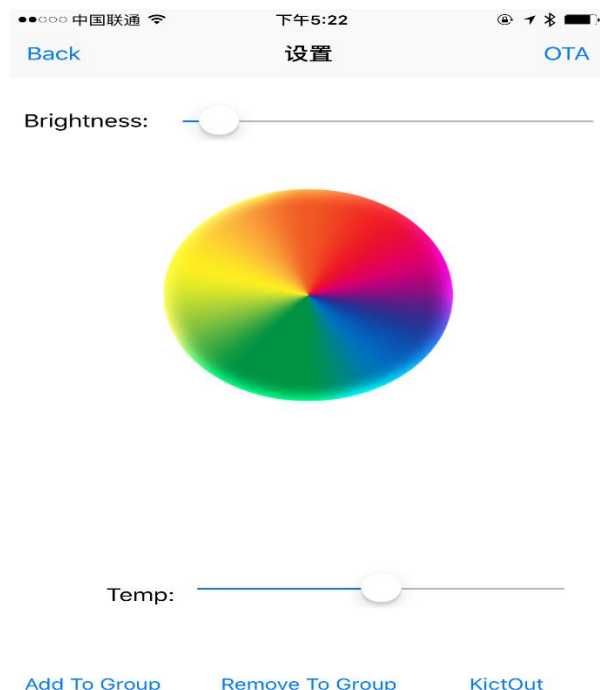 中国联通 下午5:22
Back 设置 OTA
Brightness:
Temp:
Add To Group Remove To Group KictOut